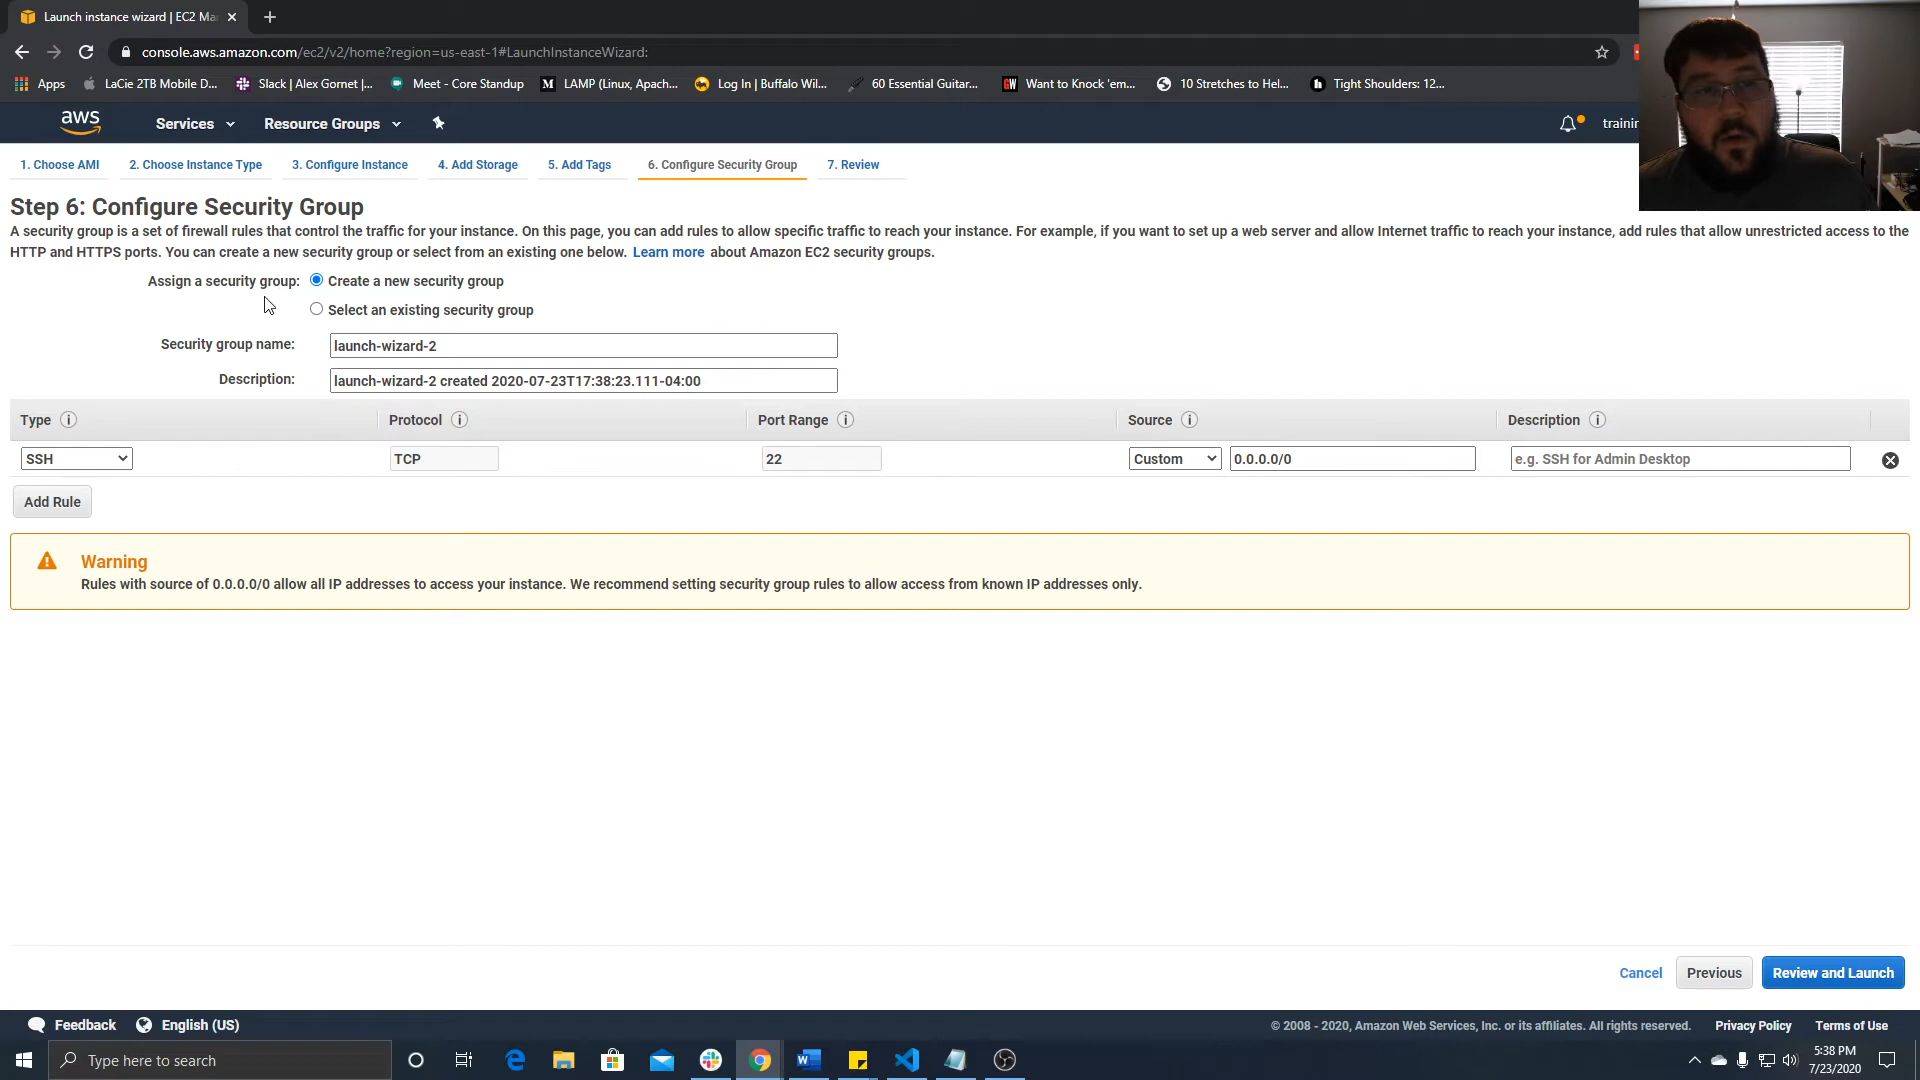 Launch instance wizard | EC2 Ma
console.aws.amazon.com/ec2/v2/home?region=us-east-1#LaunchInstanceWizard:
Apps
LaCie 2TB Mobile D...
Slack | Alex Gornet |...
Meet - Core Standup
M
LAMP (Linux, Apach...
Log In | Buffalo Wil...
60 Essential Guitar...
GW
Want to Knock 'em...
10 Stretches to Hel...
h
Tight Shoulders: 12...
aws
Services
Resource Groups
trainin
1. Choose AMI
2. Choose Instance Type
3. Configure Instance
4. Add Storage
5. Add Tags
6. Configure Security Group
7. Review
Step 6: Configure Security Group
A security group is a set of firewall rules that control the traffic for your instance. On this page, you can add rules to allow specific traffic to reach your instance. For example, if you want to set up a web server and allow Internet traffic to reach your instance, add rules that allow unrestricted access to the
HTTP and HTTPS ports. You can create a new security group or select from an existing one below. Learn more about Amazon EC2 security groups.
Assign a security group:
Create a new security group
Select an existing security group
Security group name:
launch-wizard-2
Description:
launch-wizard-2 created 2020-07-23T17:38:23.111-04:00
Type i
Protocol i
Port Range i
Source i
Description i
SSH
TCP
22
Custom
0.0.0.0/0
e.g. SSH for Admin Desktop
Add Rule
Warning
Rules with source of 0.0.0.0/0 allow all IP addresses to access your instance. We recommend setting security group rules to allow access from known IP addresses only.
Cancel
Previous
Review and Launch
Feedback
English (US)
© 2008 - 2020, Amazon Web Services, Inc. or its affiliates. All rights reserved.
Privacy Policy
Terms of Use
Type here to search
W
5:38 PM
7/23/2020